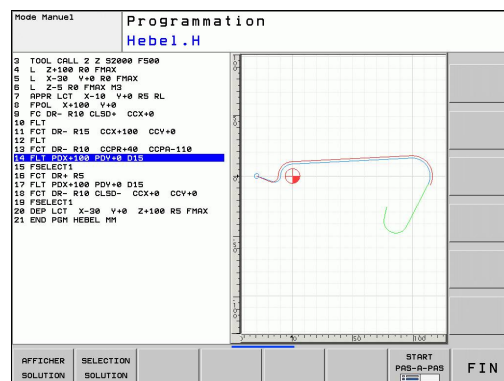 Mode Manuel
Programmation
Hebel.H
3 TOOL CALL 2 Z S2000 F500
4 L Z+100 R0 FMAX
5 L X-30 Y+0 R0 FMAX
6 L Z-5 R0 FMAX M3
7 APPR LCT X-10 Y+0 R5 RL
8 FPOL X+100 Y+0
9 FC DR- R10 CLSD+ CCX+0
10 FLT
11 FCT DR- R15 CCX+100 CCY+0
12 FLT
13 FCT DR- R10 CCPR+40 CCPA-110
14 FLT PDX+100 PDY+0 D15
15 FSELECT1
16 FCT DR+ R5
17 FLT PDX+100 PDY+0 D15
18 FCT DR- R10 CLSD- CCX+0 CCY+0
19 FSELECT1
20 DEP LCT X-30 Y+0 Z+100 R5 FMAX
21 END PGM HEBEL MM
AFFICHER SOLUTION
SELECTION SOLUTION
START PAS-A-PAS
FIN